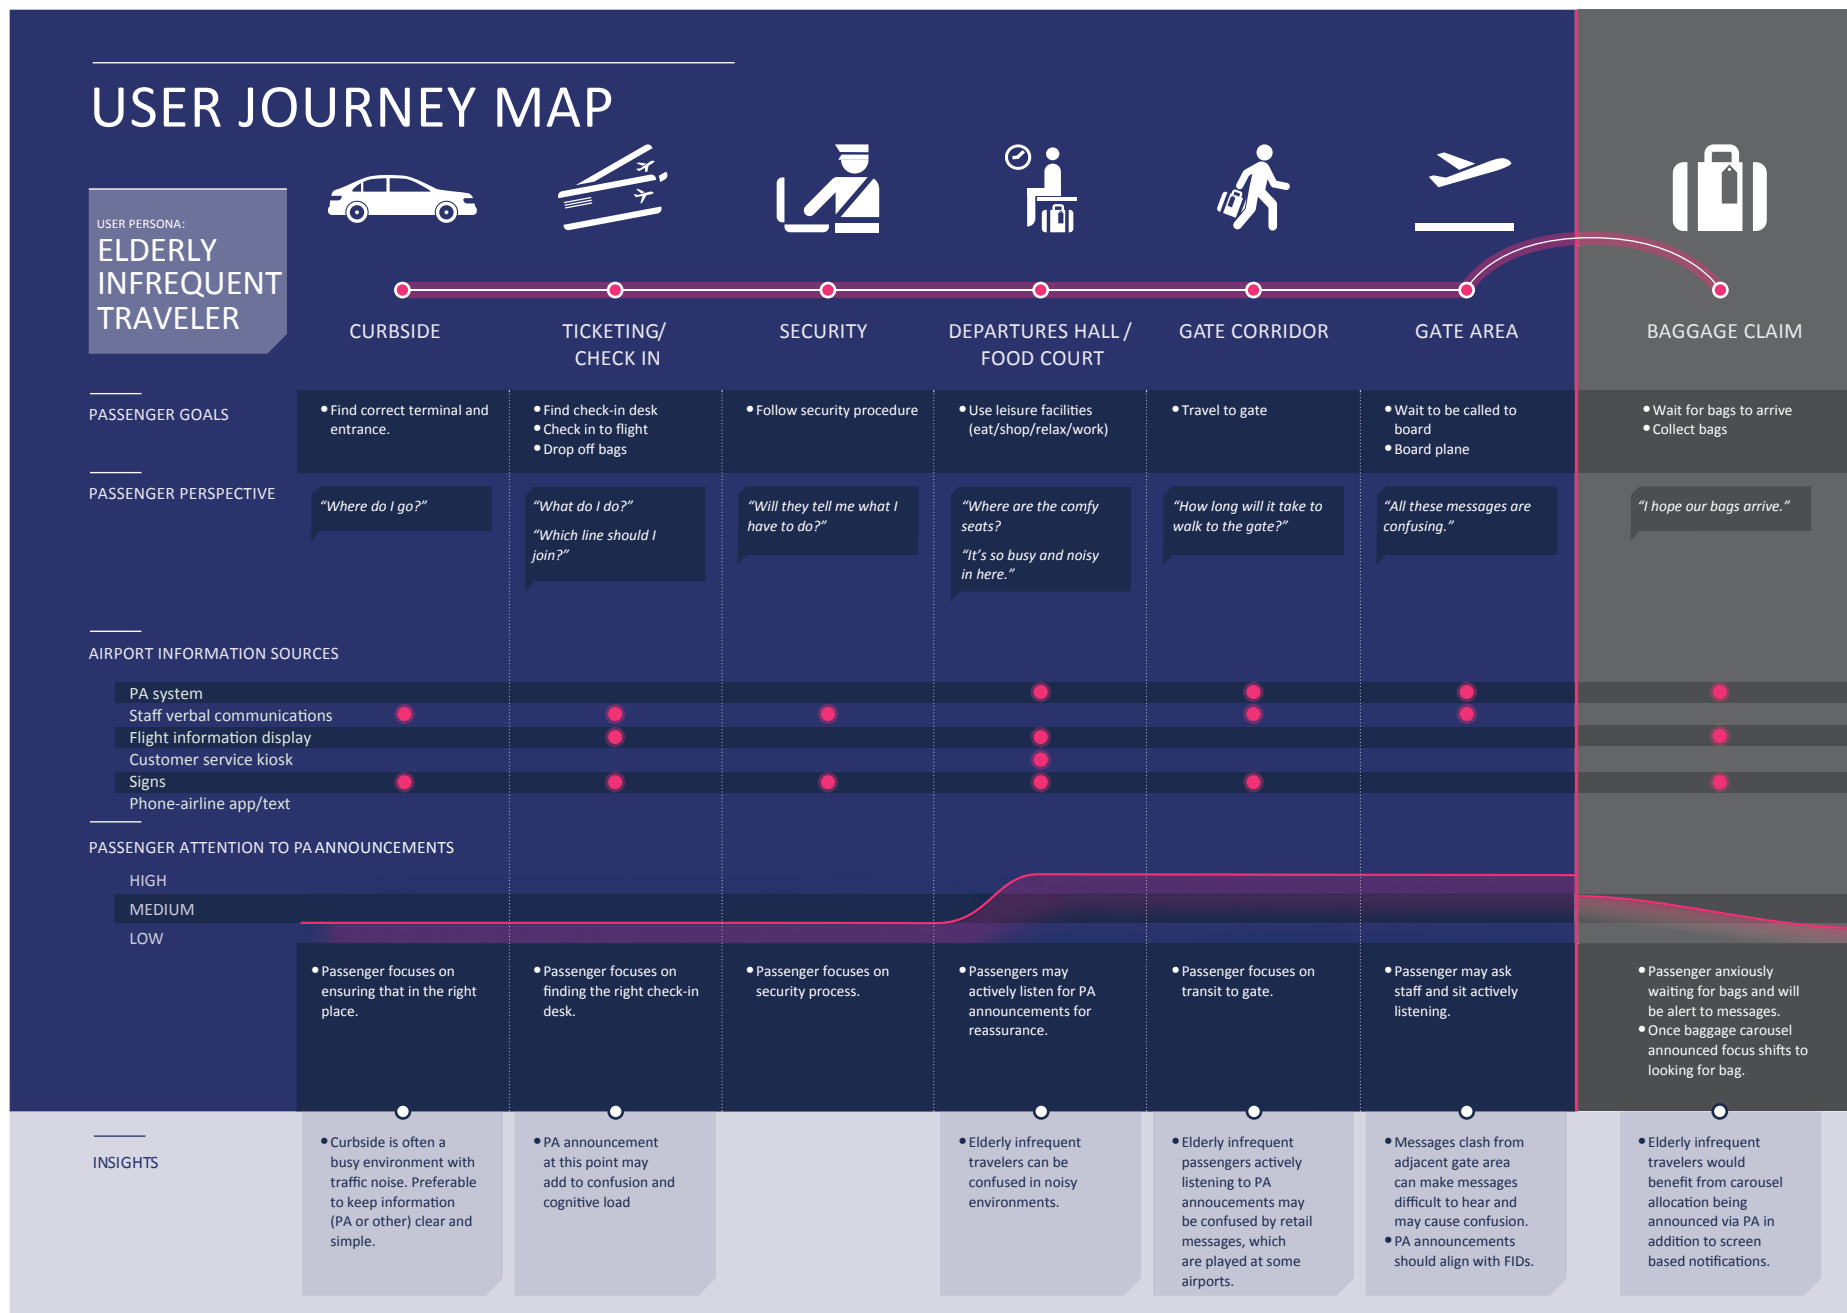 USER JOURNEY MAP
USER PERSONA:
ELDERLY
INFREQUENT
TRAVELER
CURBSIDE
TICKETING/
CHECK IN
SECURITY
DEPARTURES HALL /
FOOD COURT
GATE CORRIDOR
GATE AREA
BAGGAGE CLAIM
PASSENGER GOALS
• Find correct terminal and
entrance.
• Find check-in desk
• Check in to flight
• Drop off bags
• Follow security procedure
• Use leisure facilities
(eat/shop/relax/work)
• Travel to gate
• Wait to be called to
board
• Board plane
• Wait for bags to arrive
• Collect bags
PASSENGER PERSPECTIVE
“Where do I go?”
“What do I do?”
“Which line should I
join?”
“Will they tell me what I
have to do?”
“Where are the comfy
seats?
“It’s so busy and noisy
in here.”
“How long will it take to
walk to the gate?”
“All these messages are
confusing.”
“I hope our bags arrive.”
AIRPORT INFORMATION SOURCES
PA system
Staff verbal communications
Flight information display
Customer service kiosk
Signs
Phone-airline app/text
PASSENGER ATTENTION TO PA ANNOUNCEMENTS
HIGH
MEDIUM
LOW
• Passenger focuses on
ensuring that in the right
place.
• Passenger focuses on
finding the right check-in
desk.
• Passenger focuses on
security process.
• Passengers may
actively listen for PA
announcements for
reassurance.
• Passenger focuses on
transit to gate.
• Passenger may ask
staff and sit actively
listening.
• Passenger anxiously
waiting for bags and will
be alert to messages.
• Once baggage carousel
announced focus shifts to
looking for bag.
INSIGHTS
• Curbside is often a
busy environment with
traffic noise. Preferable
to keep information
(PA or other) clear and
simple.
• PA announcement
at this point may
add to confusion and
cognitive load
• Elderly infrequent
travelers can be
confused in noisy
environments.
• Elderly infrequent
passengers actively
listening to PA
annoucements may
be confused by retail
messages, which
are played at some
airports.
• Messages clash from
adjacent gate area
can make messages
difficult to hear and
may cause confusion.
• PA announcements
should align with FIDs.
• Elderly infrequent
travelers would
benefit from carousel
allocation being
announced via PA in
addition to screen
based notifications.